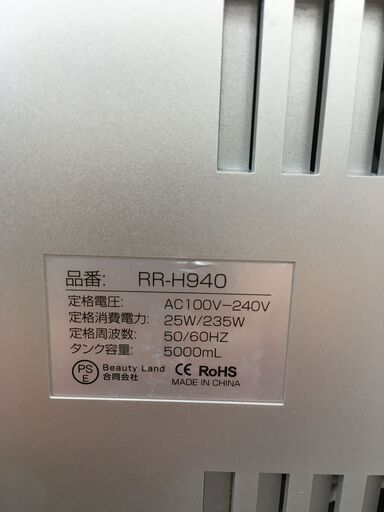 品番: RR-H940
定格電圧: AC100V-240V
定格消費電力: 25W/235W
定格周波数: 50/60HZ
タンク容量: 5000mL
PSE Beauty Land 合同会社 CE RoHS
MADE IN CHINA